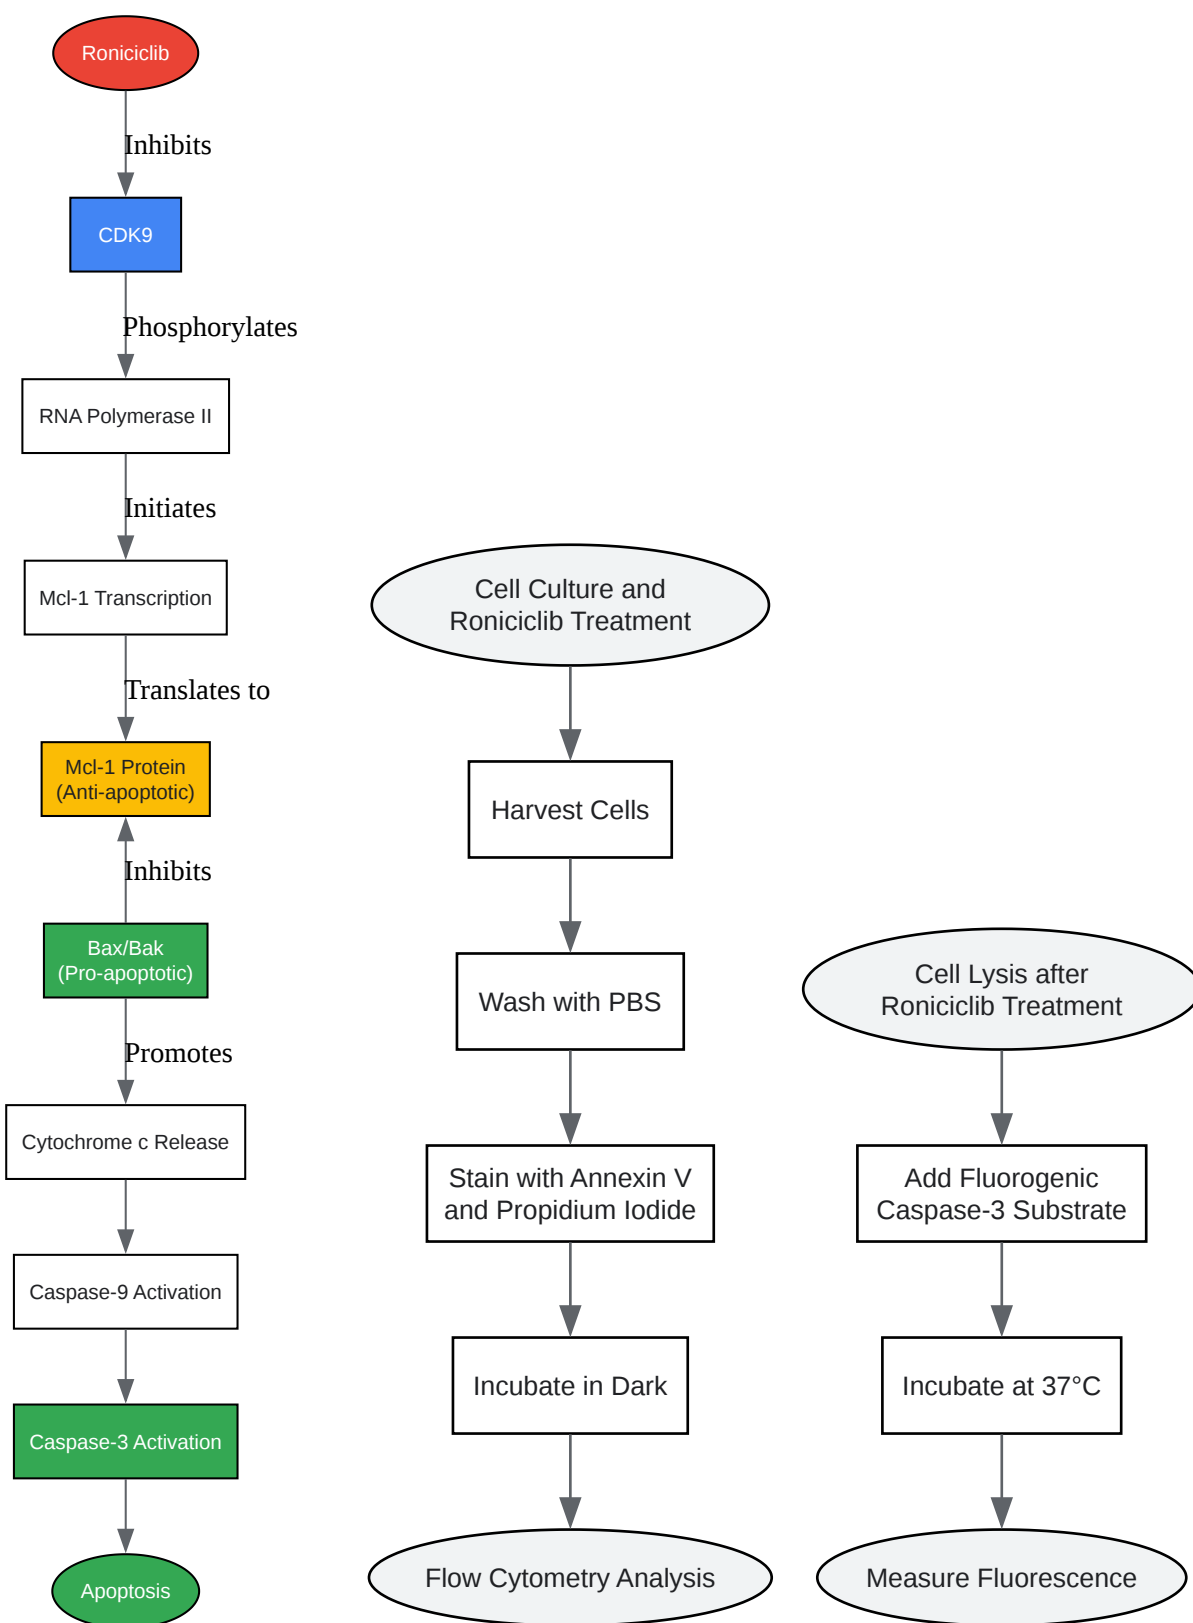 Roniciclib
Inhibits
CDK9
Phosphorylates
RNA Polymerase II
Initiates
Mcl-1 Transcription
Translates to
Mcl-1 Protein
(Anti-apoptotic)
Inhibits
Bax/Bak
(Pro-apoptotic)
Promotes
Cytochrome c Release
Caspase-9 Activation
Caspase-3 Activation
Apoptosis
Cell Culture and
Roniciclib Treatment
Harvest Cells
Wash with PBS
Stain with Annexin V
and Propidium Iodide
Incubate in Dark
Flow Cytometry Analysis
Cell Lysis after
Roniciclib Treatment
Add Fluorogenic
Caspase-3 Substrate
Incubate at 37°C
Measure Fluorescence